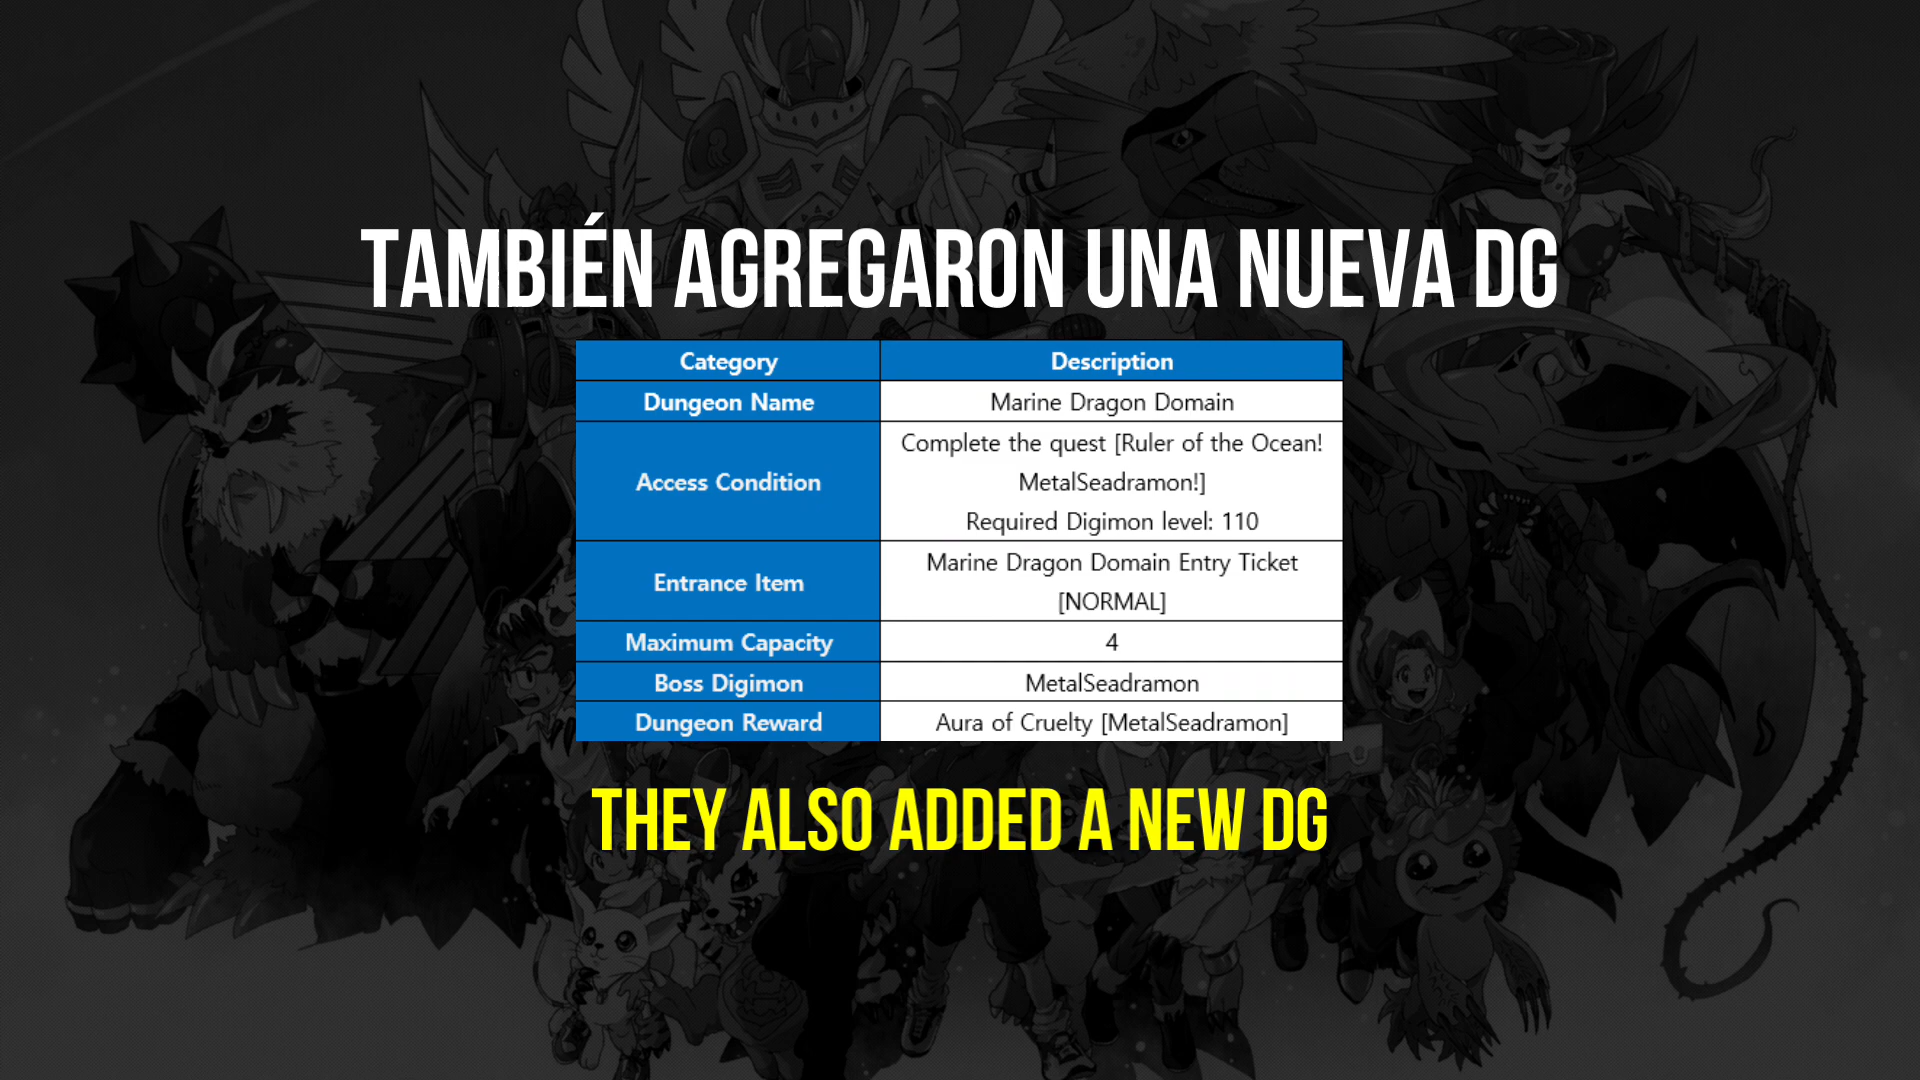 TAMBIÉN AGREGARON UNA NUEVA DG
Category Description
Dungeon Name Marine Dragon Domain
Access Condition
Complete the quest [Ruler of the Ocean!
MetalSeadramon!]
Required Digimon level: 110
Entrance Item
Marine Dragon Domain Entry Ticket
[NORMAL]
Maximum Capacity 4
Boss Digimon MetalSeadramon
Dungeon Reward Aura of Cruelty [MetalSeadramon]
THEY ALSO ADDED A NEW DG